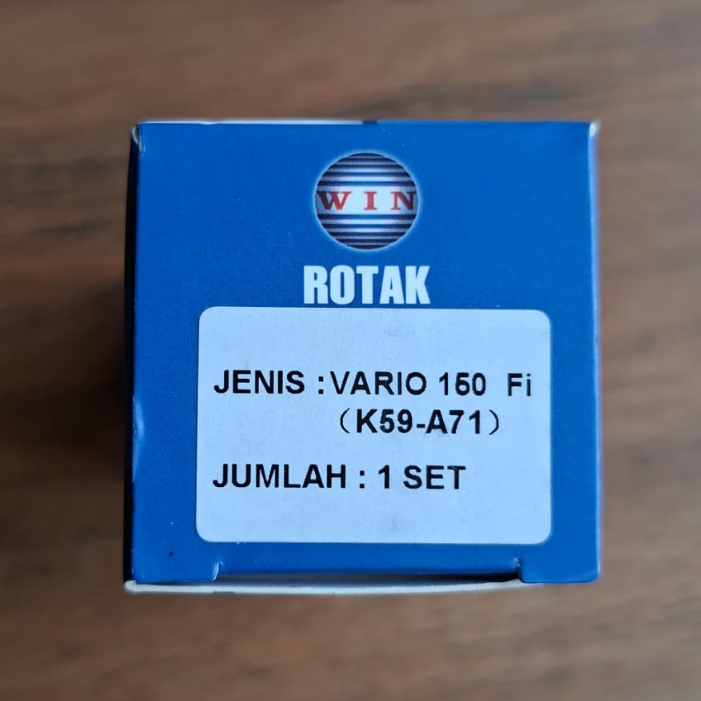 WIN
ROTAK
JENIS : VARIO 150 Fi
(K59-A71)
JUMLAH : 1 SET